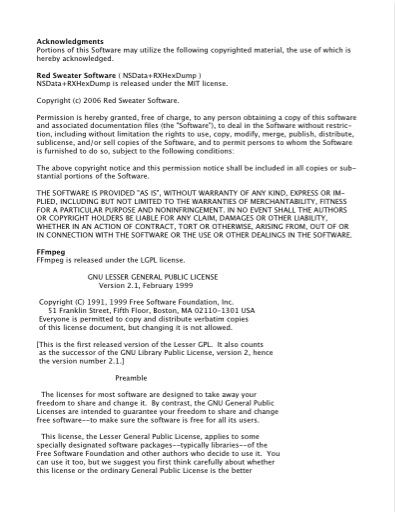 Acknowledgments
Portions of this Software may utilize the following copyrighted material, the use of which is
hereby acknowledged.
Red Sweater Software ( NSData+RXHexDump )
NSData+RXHexDump is released under the MIT license.
Copyright (c) 2006 Red Sweater Software.
Permission is hereby granted, free of charge, to any person obtaining a copy of this software
and associated documentation files (the "Software"), to deal in the Software without restric-
tion, including without limitation the rights to use, copy, modify, merge, publish, distribute,
sublicense, and/or sell copies of the Software, and to permit persons to whom the Software
is furnished to do so, subject to the following conditions:
The above copyright notice and this permission notice shall be included in all copies or sub-
stantial portions of the Software.
THE SOFTWARE IS PROVIDED "AS IS", WITHOUT WARRANTY OF ANY KIND, EXPRESS OR IM-
PLIED, INCLUDING BUT NOT LIMITED TO THE WARRANTIES OF MERCHANTABILITY, FITNESS
FOR A PARTICULAR PURPOSE AND NONINFRINGEMENT. IN NO EVENT SHALL THE AUTHORS
OR COPYRIGHT HOLDERS BE LIABLE FOR ANY CLAIM, DAMAGES OR OTHER LIABILITY,
WHETHER IN AN ACTION OF CONTRACT, TORT OR OTHERWISE, ARISING FROM, OUT OF OR
IN CONNECTION WITH THE SOFTWARE OR THE USE OR OTHER DEALINGS IN THE SOFTWARE.
FFmpeg
FFmpeg is released under the LGPL license.
GNU LESSER GENERAL PUBLIC LICENSE
Version 2.1, February 1999
Copyright (C) 1991, 1999 Free Software Foundation, Inc.
51 Franklin Street, Fifth Floor, Boston, MA 02110-1301 USA
Everyone is permitted to copy and distribute verbatim copies
of this license document, but changing it is not allowed.
[This is the first released version of the Lesser GPL.  It also counts
as the successor of the GNU Library Public License, version 2, hence
the version number 2.1.]
Preamble
The licenses for most software are designed to take away your
freedom to share and change it.  By contrast, the GNU General Public
Licenses are intended to guarantee your freedom to share and change
free software--to make sure the software is free for all its users.
This license, the Lesser General Public License, applies to some
specially designated software packages--typically libraries--of the
Free Software Foundation and other authors who decide to use it.  You
can use it too, but we suggest you first think carefully about whether
this license or the ordinary General Public License is the better